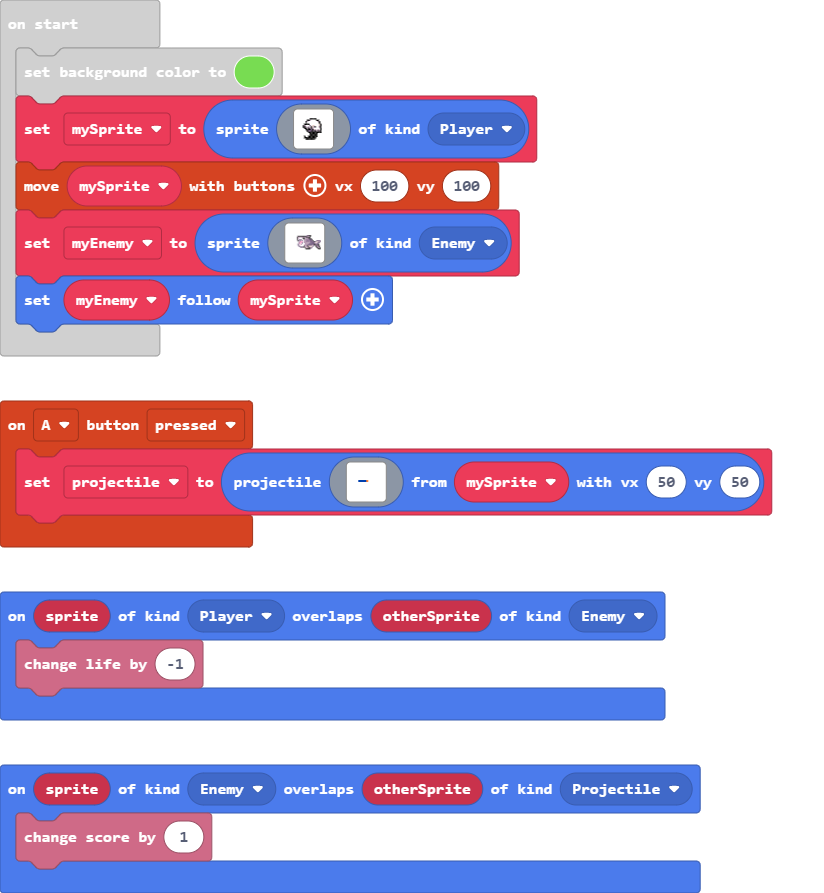 on start
set background color to
set mySprite to sprite of kind Player
move mySprite with buttons vx 100 vy 100
set myEnemy to sprite of kind Enemy
set myEnemy follow mySprite
on A button pressed
set projectile to projectile from mySprite with vx 50 vy 50
on sprite of kind Player overlaps otherSprite of kind Enemy
change life by -1
on sprite of kind Enemy overlaps otherSprite of kind Projectile
change score by 1